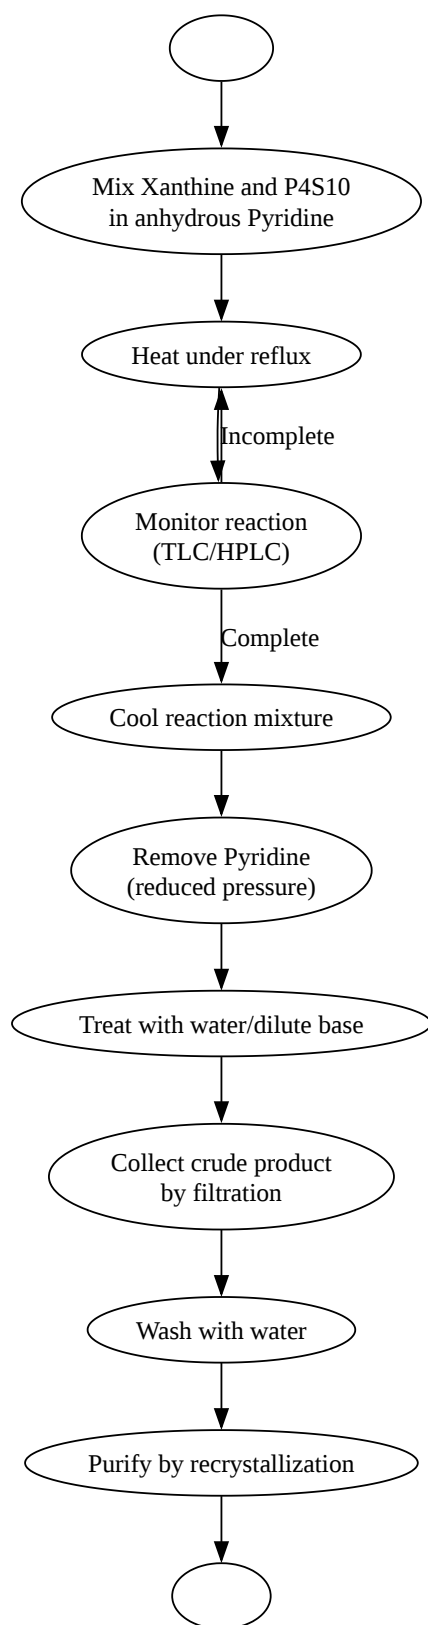 Mix Xanthine and P4S10
in anhydrous Pyridine
Heat under reflux
Incomplete
Monitor reaction
(TLC/HPLC)
Complete
Cool reaction mixture
Remove Pyridine
(reduced pressure)
Treat with water/dilute base
Collect crude product
by filtration
Wash with water
Purify by recrystallization